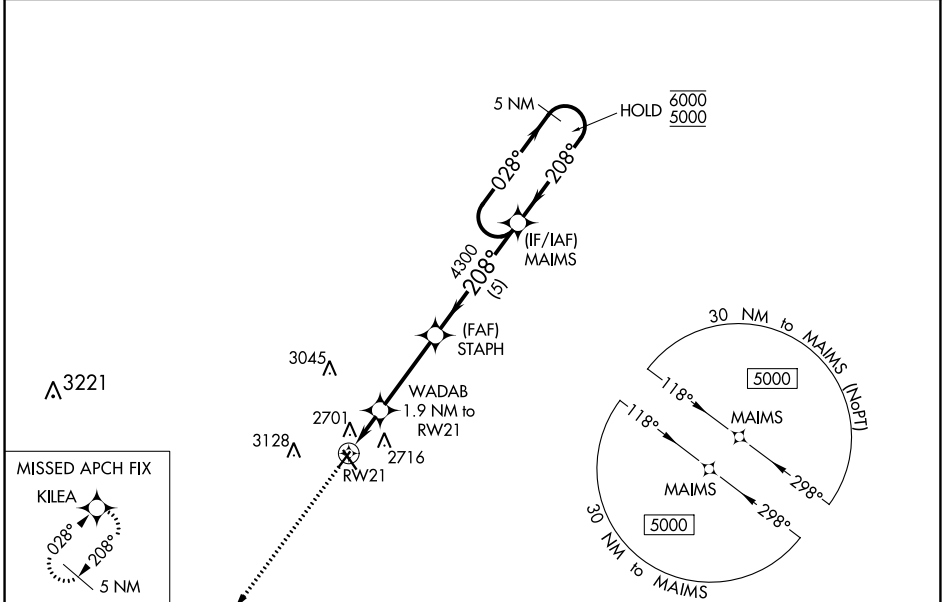 5 NM
HOLD
6000
5000
028°
208°
(IF/IAF)
MAIMS
4300
208°
(5)
(FAF)
STAPH
WADAB
1.9 NM to
RW21
3045
3221
2701
3128
2716
RW21
30 NM to MAIMS (NoPT)
5000
118°
MAIMS
298°
118°
MAIMS
298°
5000
30 NM to MAIMS
MISSED APCH FIX
KILEA
028°
208°
5 NM